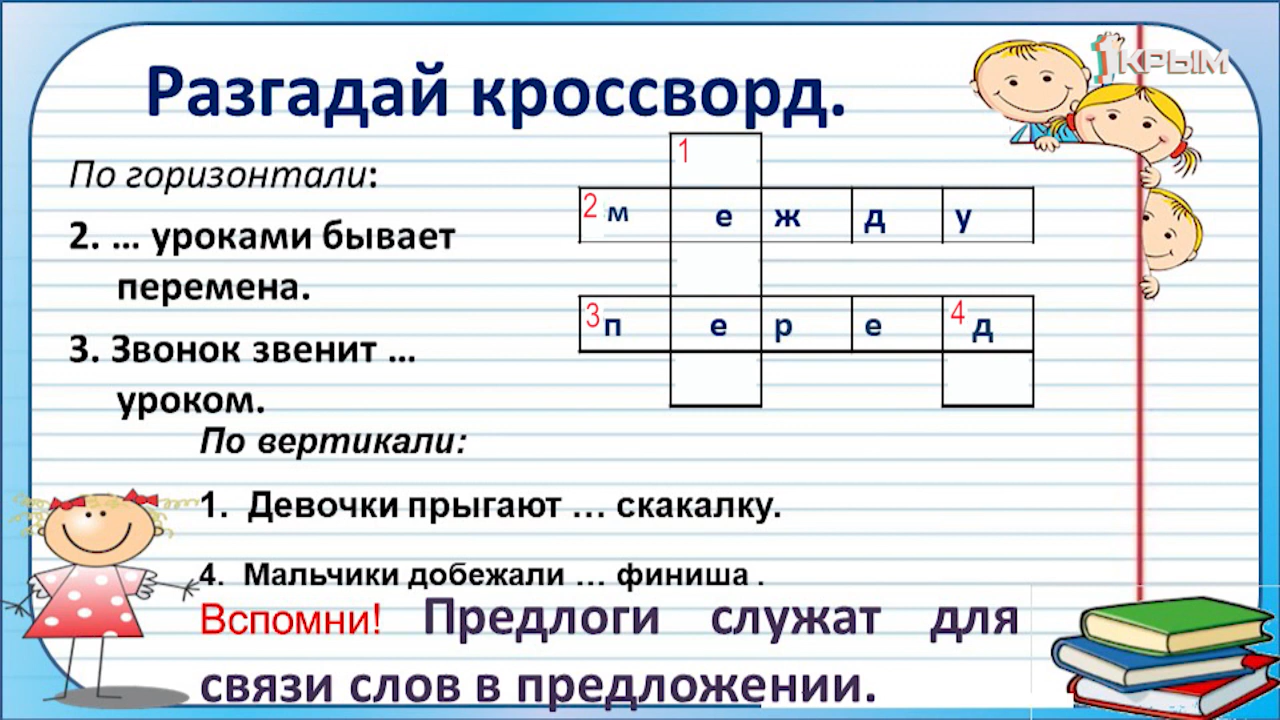 1КРЫМ
Разгадай кроссворд.
По горизонтали:
2. … уроками бывает
перемена.
3. Звонок звенит …
уроком.
1
2 м е ж д у
3 п е р е 4 д
По вертикали:
1. Девочки прыгают … скакалку.
4. Мальчики добежали … финиша .
Вспомни! Предлоги служат для
связи слов в предложении.